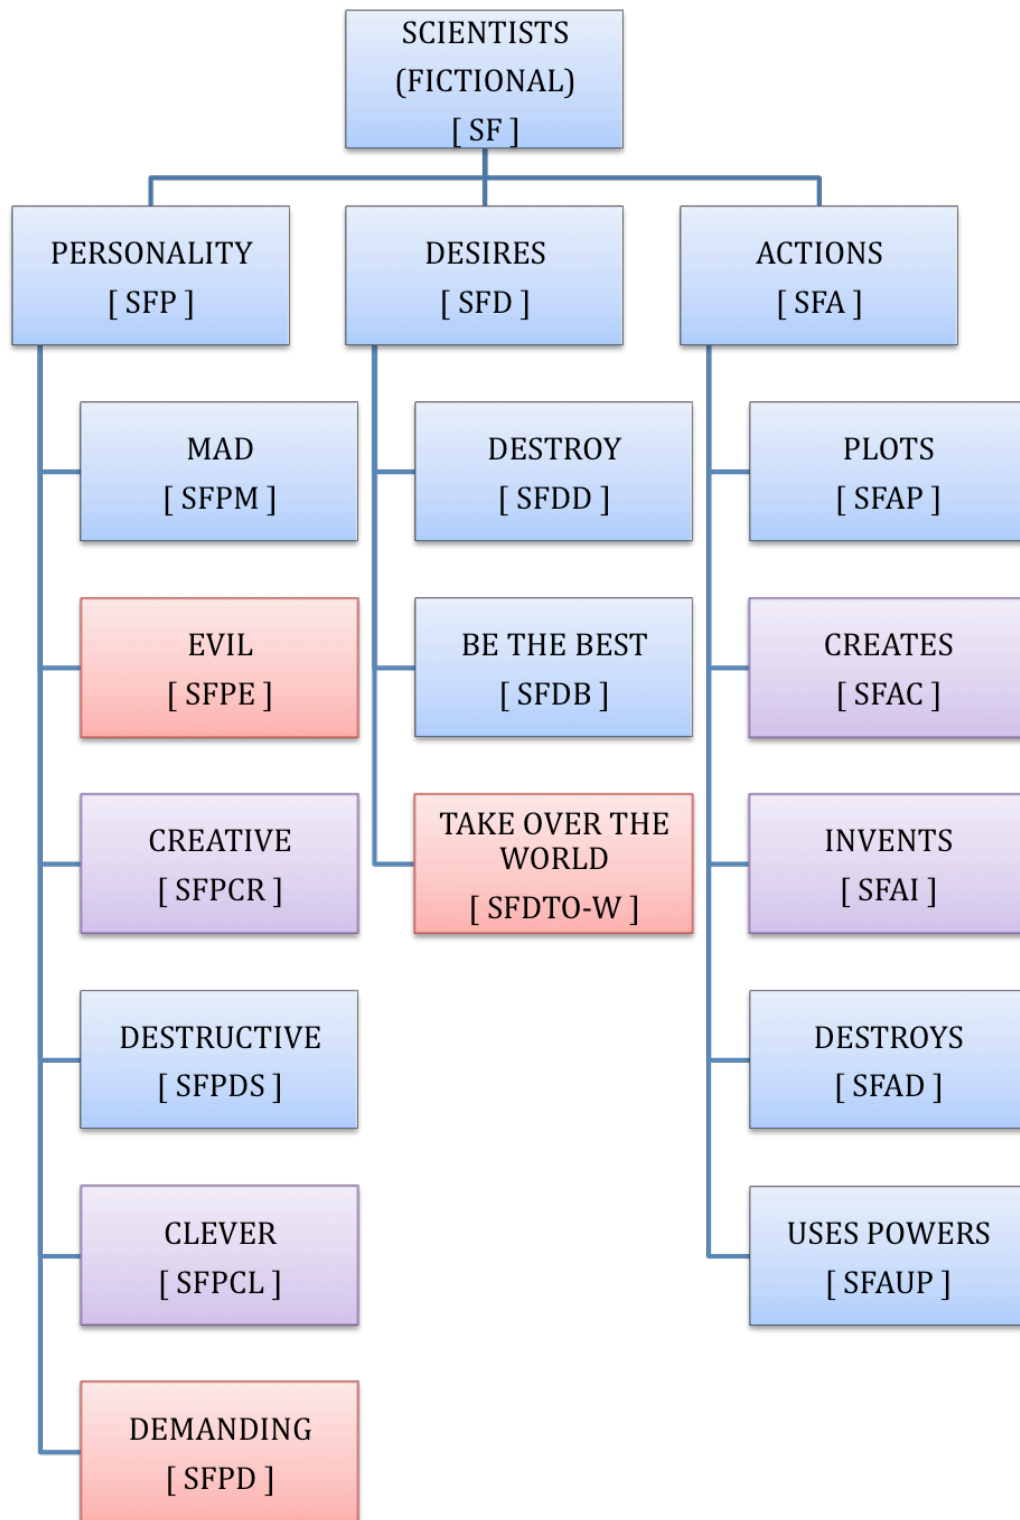 SCIENTISTS
(FICTIONAL)
[ SF ]
PERSONALITY
[ SFP ]
DESIRES
[ SFD ]
ACTIONS
[ SFA ]
MAD
[ SFPM ]
EVIL
[ SFPE ]
CREATIVE
[ SFPCR ]
DESTRUCTIVE
[ SFPDS ]
CLEVER
[ SFPCL ]
DEMANDING
[ SFPD ]
DESTROY
[ SFDD ]
BE THE BEST
[ SFDB ]
TAKE OVER THE
WORLD
[ SFDTO-W ]
PLOTS
[ SFAP ]
CREATES
[ SFAC ]
INVENTS
[ SFAI ]
DESTROYS
[ SFAD ]
USES POWERS
[ SFAUP ]